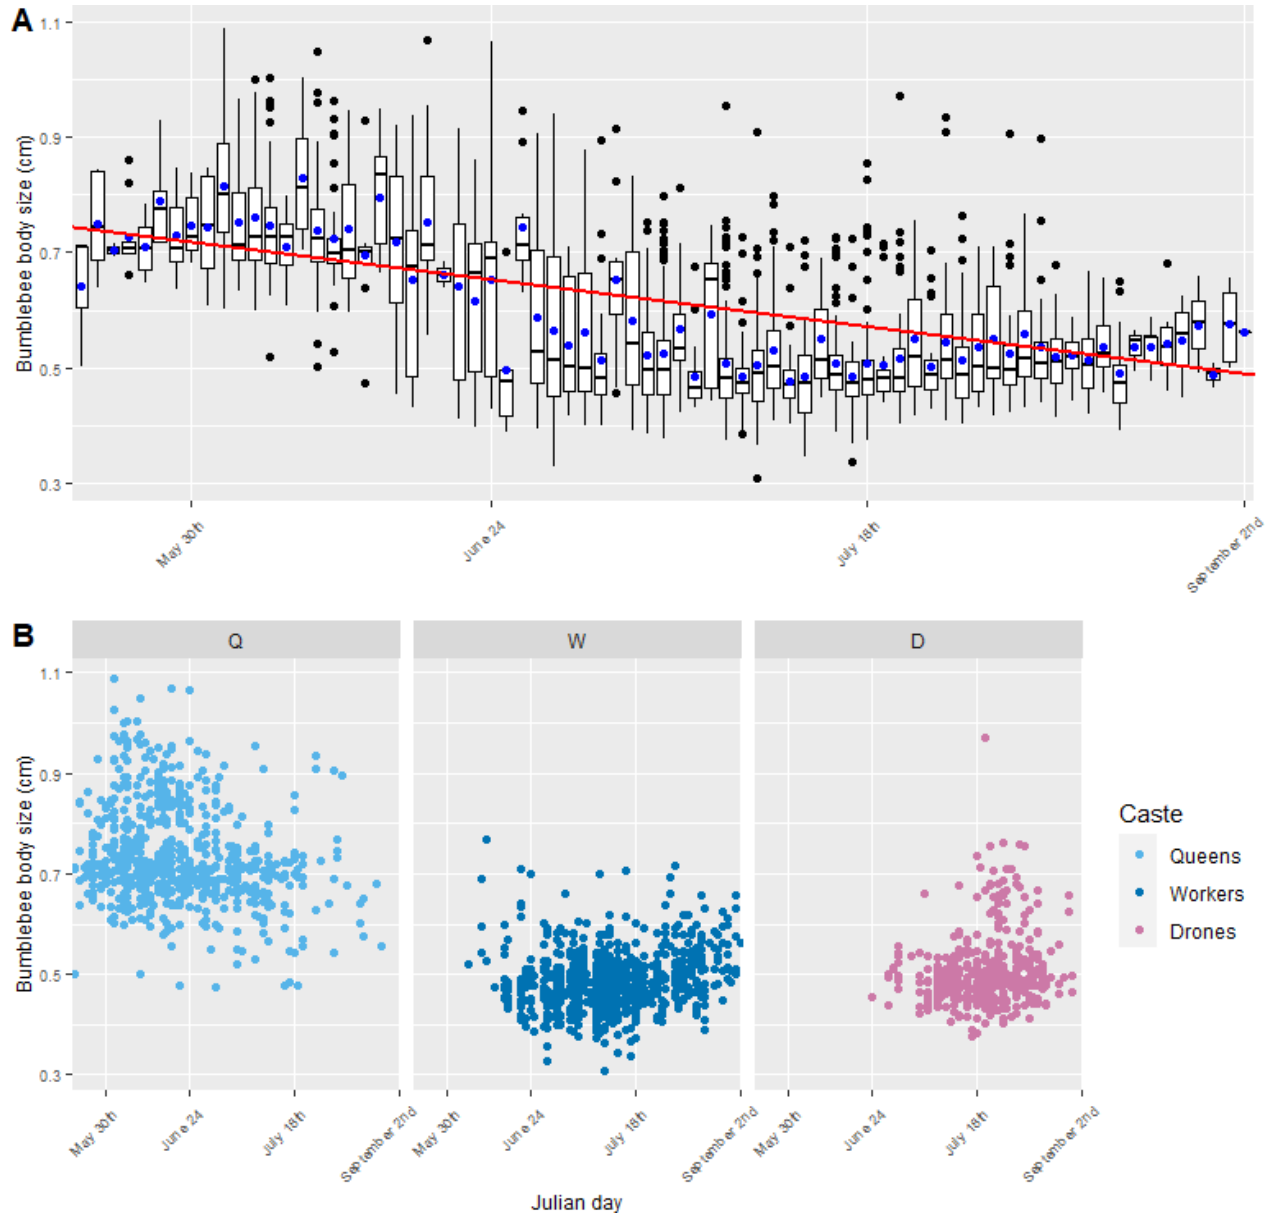 A
Bumblebee body size (cm)
1.1
0.9
0.7
0.5
0.3
May 30th
June 24
July 18th
September 2nd
B
Q
W
D
Bumblebee body size (cm)
1.1
0.9
0.7
0.5
0.3
May 30th
June 24
July 18th
September 2nd
May 30th
June 24
July 18th
September 2nd
May 30th
June 24
July 18th
September 2nd
Julian day
Caste
Queens
Workers
Drones